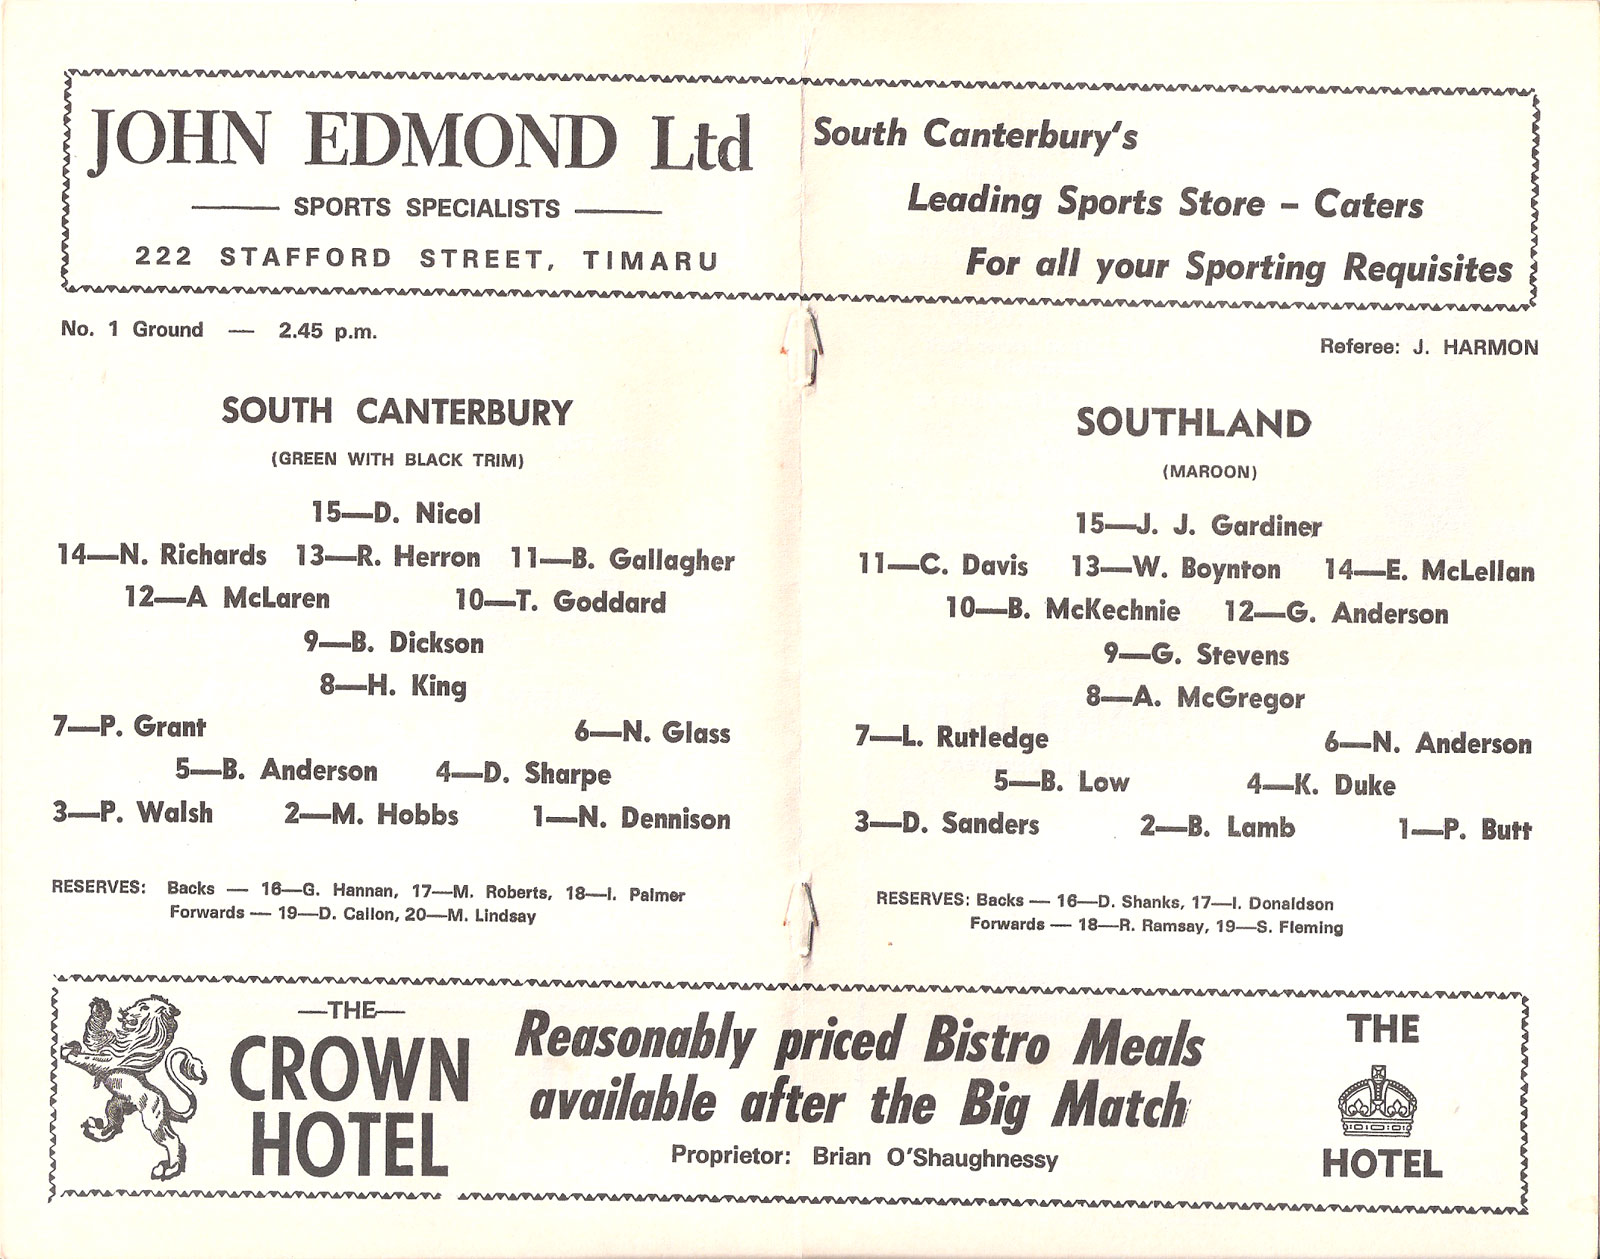 JOHN EDMOND Ltd
SPORTS SPECIALISTS
222 STAFFORD STREET, TIMARU
South Canterbury's
Leading Sports Store – Caters
For all your Sporting Requisites
No. 1 Ground — 2.45 p.m.
Referee: J. HARMON
SOUTH CANTERBURY
(GREEN WITH BLACK TRIM)
15—D. Nicol
14—N. Richards 13—R. Herron 11—B. Gallagher
12—A McLaren 10—T. Goddard
9—B. Dickson
8—H. King
7—P. Grant 6—N. Glass
5—B. Anderson 4—D. Sharpe
3—P. Walsh 2—M. Hobbs 1—N. Dennison
RESERVES: Backs — 16—G. Hannan, 17—M. Roberts, 18—I. Palmer
Forwards — 19—D. Callon, 20—M. Lindsay
SOUTHLAND
(MAROON)
15—J. J. Gardiner
11—C. Davis 13—W. Boynton 14—E. McLellan
10—B. McKechnie 12—G. Anderson
9—G. Stevens
8—A. McGregor
7—L. Rutledge 6—N. Anderson
5—B. Low 4—K. Duke
3—D. Sanders 2—B. Lamb 1—P. Butt
RESERVES: Backs — 16—D. Shanks, 17—I. Donaldson
Forwards — 18—R. Ramsay, 19—S. Fleming
—THE—
CROWN
HOTEL
Reasonably priced Bistro Meals
available after the Big Match
Proprietor: Brian O'Shaughnessy
THE
HOTEL